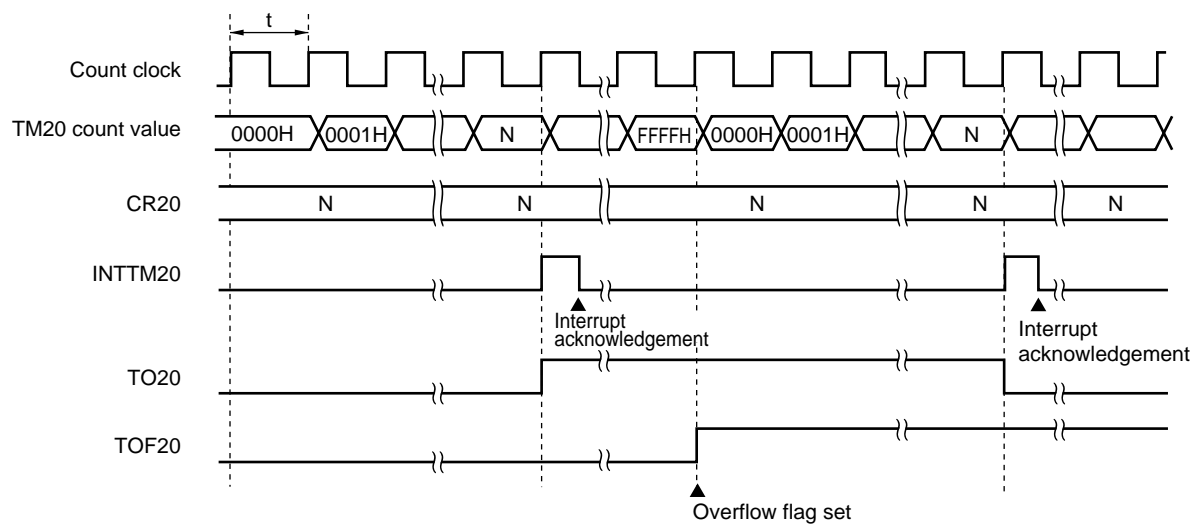 t
Count clock
TM20 count value
0000H 0001H N FFFFH 0000H 0001H N
CR20
N N N N N
INTTM20
Interrupt
acknowledgement
Interrupt
acknowledgement
TO20
TOF20
Overflow flag set